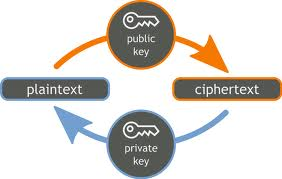 public
key
plaintext
ciphertext
private
key